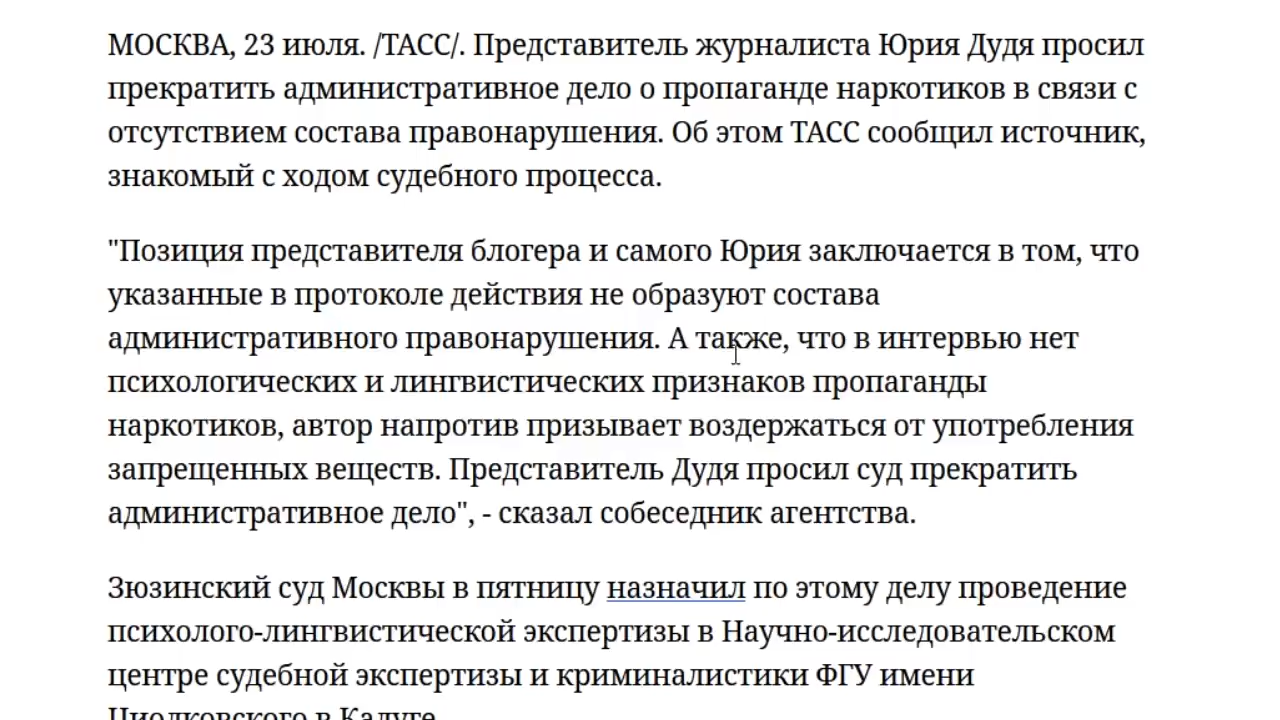 МОСКВА, 23 июля. /ТАСС/. Представитель журналиста Юрия Дудя просил
прекратить административное дело о пропаганде наркотиков в связи с
отсутствием состава правонарушения. Об этом ТАСС сообщил источник,
знакомый с ходом судебного процесса.
"Позиция представителя блогера и самого Юрия заключается в том, что
указанные в протоколе действия не образуют состава
административного правонарушения. А также, что в интервью нет
психологических и лингвистических признаков пропаганды
наркотиков, автор напротив призывает воздержаться от употребления
запрещенных веществ. Представитель Дудя просил суд прекратить
административное дело", - сказал собеседник агентства.
Зюзинский суд Москвы в пятницу назначил по этому делу проведение
психолого-лингвистической экспертизы в Научно-исследовательском
центре судебной экспертизы и криминалистики ФГУ имени
Циолковского в Калуге.